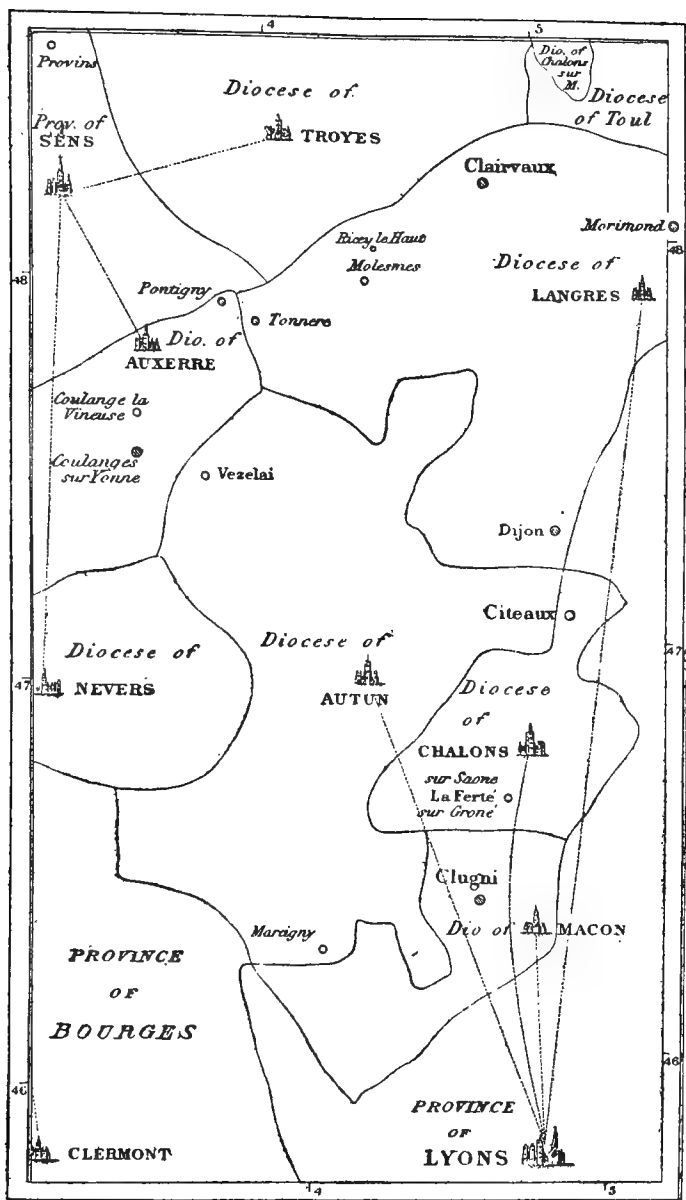 4
5
Provins
Dio. of
Chalons
sur
M.
Diocese of
TROYES
Diocese
of Toul
Prov. of
SENS
Clairvaux
Morimond
48
48
Ricey le Haut
Molesmes
Diocese of
LANGRES
Pontigny
Tonnere
Dio. of
AUXERRE
Coulange la
Vineuse
Coulanges
sur Yonne
Vezelai
Dijon
Citeaux
Diocese of
NEVERS
47
47
Diocese of
AUTUN
Diocese
of
CHALONS
sur Saone
La Ferté
sur Grone
Clugni
Dio of MACON
Marcigny
PROVINCE
OF
BOURGES
46
46
PROVINCE
OF
LYONS
CLERMONT
4
5